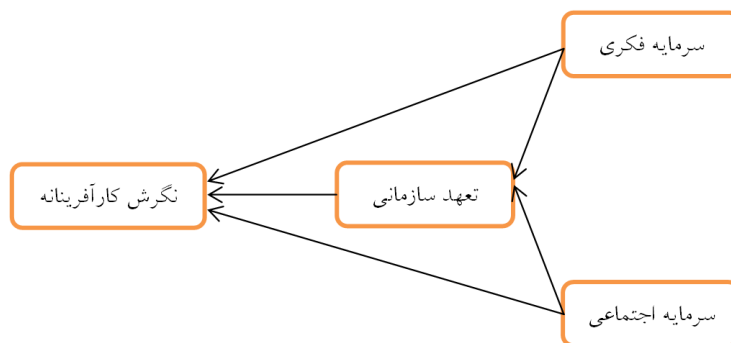 سرمایه فکری
تعهد سازمانی
نگرش کارآفرینانه
سرمایه اجتماعی